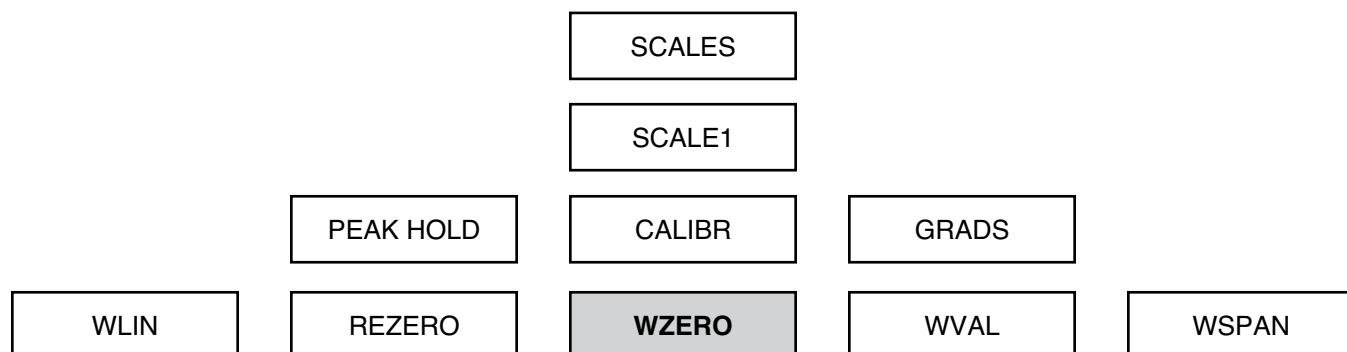 SCALES
SCALE1
PEAK HOLD CALIBR GRADS
WLIN REZERO WZERO WVAL WSPAN